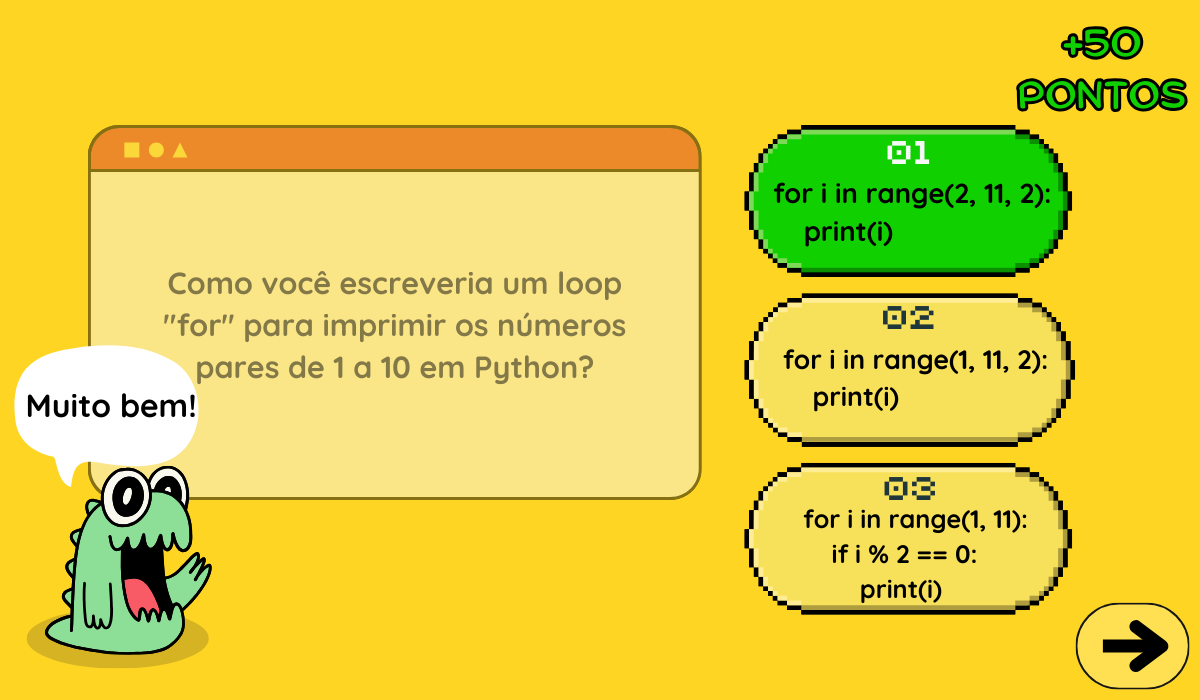 +50
PONTOS
Como você escreveria um loop
"for" para imprimir os números
pares de 1 a 10 em Python?
Muito bem!
01
for i in range(2, 11, 2):
print(i)
02
for i in range(1, 11, 2):
print(i)
03
for i in range(1, 11):
if i % 2 == 0:
print(i)